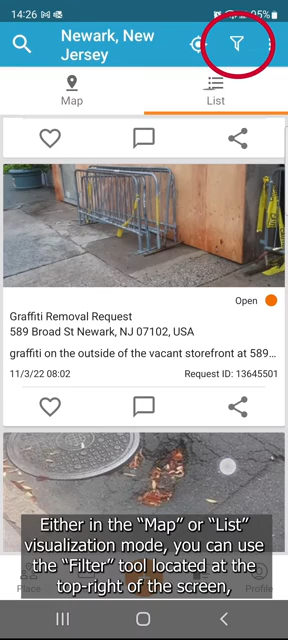 14:26
95%
Newark, New
Jersey
Map
List
Open
Graffiti Removal Request
589 Broad St Newark, NJ 07102, USA
graffiti on the outside of the vacant storefront at 589...
11/3/22 08:02
Request ID: 13645501
Either in the “Map” or “List”
visualization mode, you can use
the “Filter” tool located at the
top-right of the screen,
Place
Profile